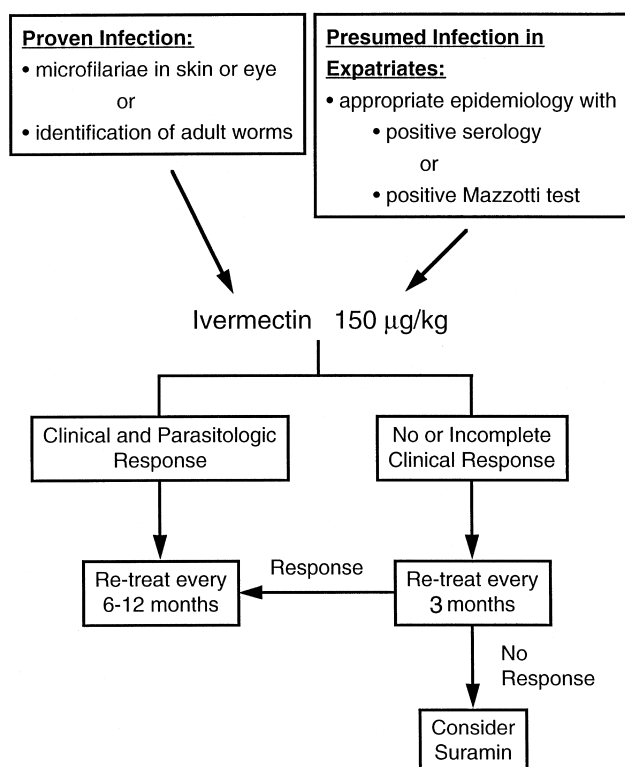 Proven Infection:
• microfilariae in skin or eye
or
• identification of adult worms
Presumed Infection in
Expatriates:
• appropriate epidemiology with
• positive serology
or
• positive Mazzotti test
Ivermectin 150 µg/kg
Clinical and Parasitologic
Response
No or Incomplete
Clinical Response
Re-treat every
6-12 months
Response
Re-treat every
3 months
No
Response
Consider
Suramin